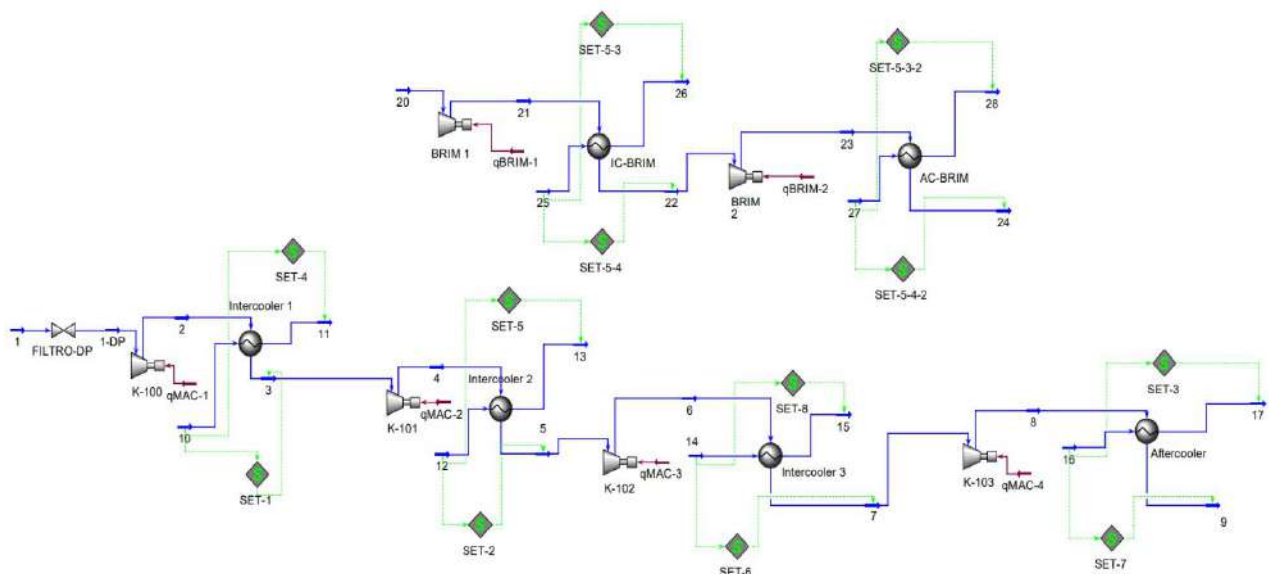 SET-5-3
SET-5-3-2
20
21
26
28
BRIM 1
qBRIM-1
IC-BRIM
23
25
22
BRIM
2
qBRIM-2
AC-BRIM
27
24
SET-5-4
SET-5-4-2
SET-4
Intercooler 1
1
FILTRO-DP
1-DP
2
11
K-100
qMAC-1
3
10
SET-1
SET-5
13
4
Intercooler 2
K-101
qMAC-2
12
5
SET-2
6
SET-8
15
14
K-102
qMAC-3
Intercooler 3
7
SET-6
SET-3
8
17
K-103
qMAC-4
16
Aftercooler
9
SET-7